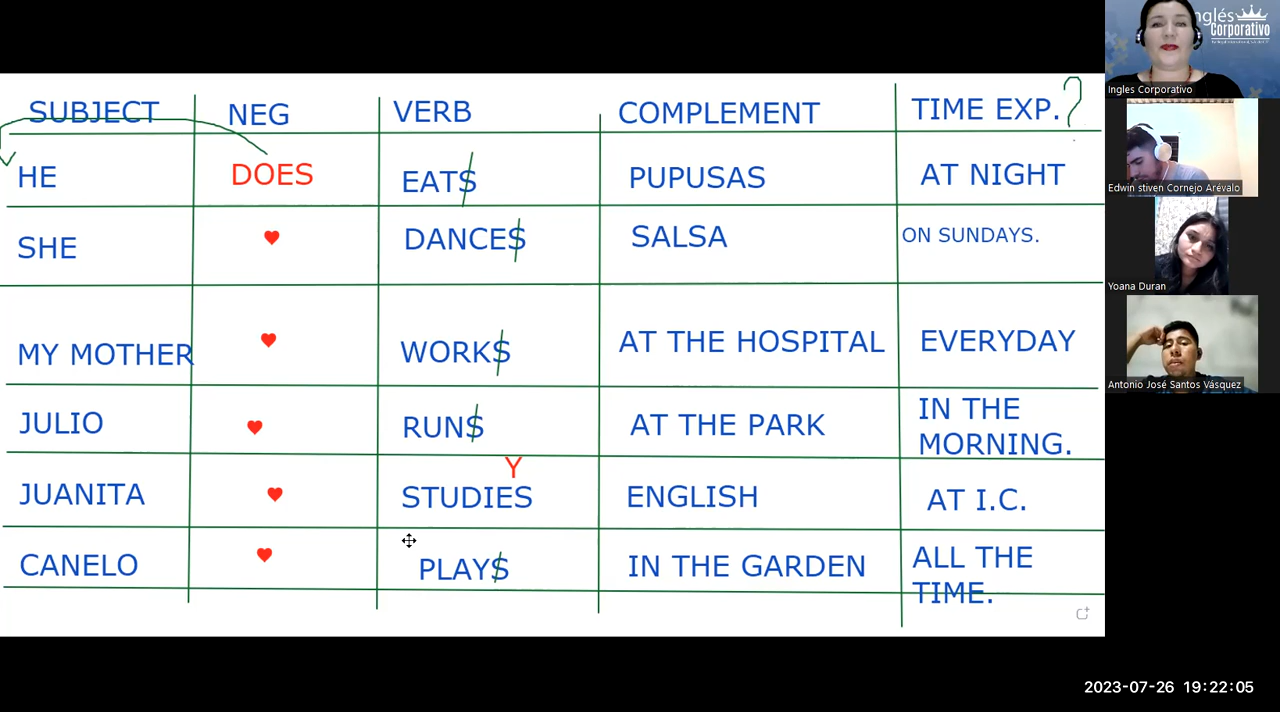 SUBJECT NEG VERB COMPLEMENT TIME EXP.?
HE DOES EATS PUPUSAS AT NIGHT
SHE DANCES SALSA ON SUNDAYS.
MY MOTHER WORKS AT THE HOSPITAL EVERYDAY
JULIO RUNS AT THE PARK IN THE
MORNING.
Y
JUANITA STUDIES ENGLISH AT I.C.
CANELO PLAYS IN THE GARDEN ALL THE
TIME.
Inglés
Corporativo
Ingles Corporativo
Edwin stiven Cornejo Arévalo
Yoana Duran
Antonio José Santos Vásquez
2023-07-26 19:22:05